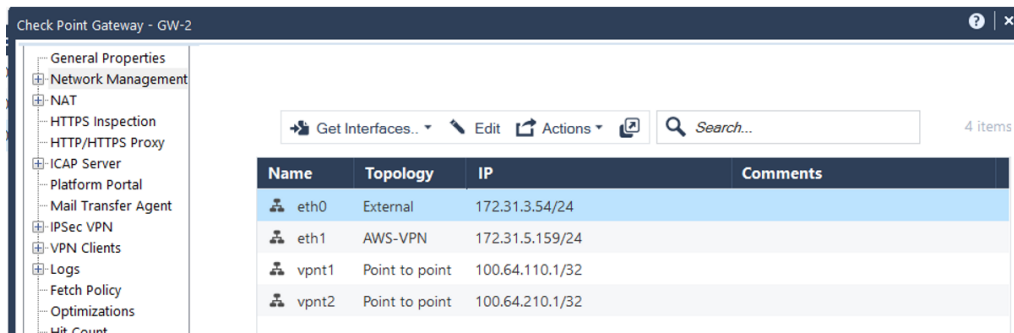 Check Point Gateway - GW-2
General Properties
Network Management
NAT
HTTPS Inspection
HTTP/HTTPS Proxy
ICAP Server
Platform Portal
Mail Transfer Agent
IPSec VPN
VPN Clients
Logs
Fetch Policy
Optimizations
Hit Count
Get Interfaces.. Edit Actions Search... 4 items
Name Topology IP Comments
eth0 External 172.31.3.54/24
eth1 AWS-VPN 172.31.5.159/24
vpnt1 Point to point 100.64.110.1/32
vpnt2 Point to point 100.64.210.1/32